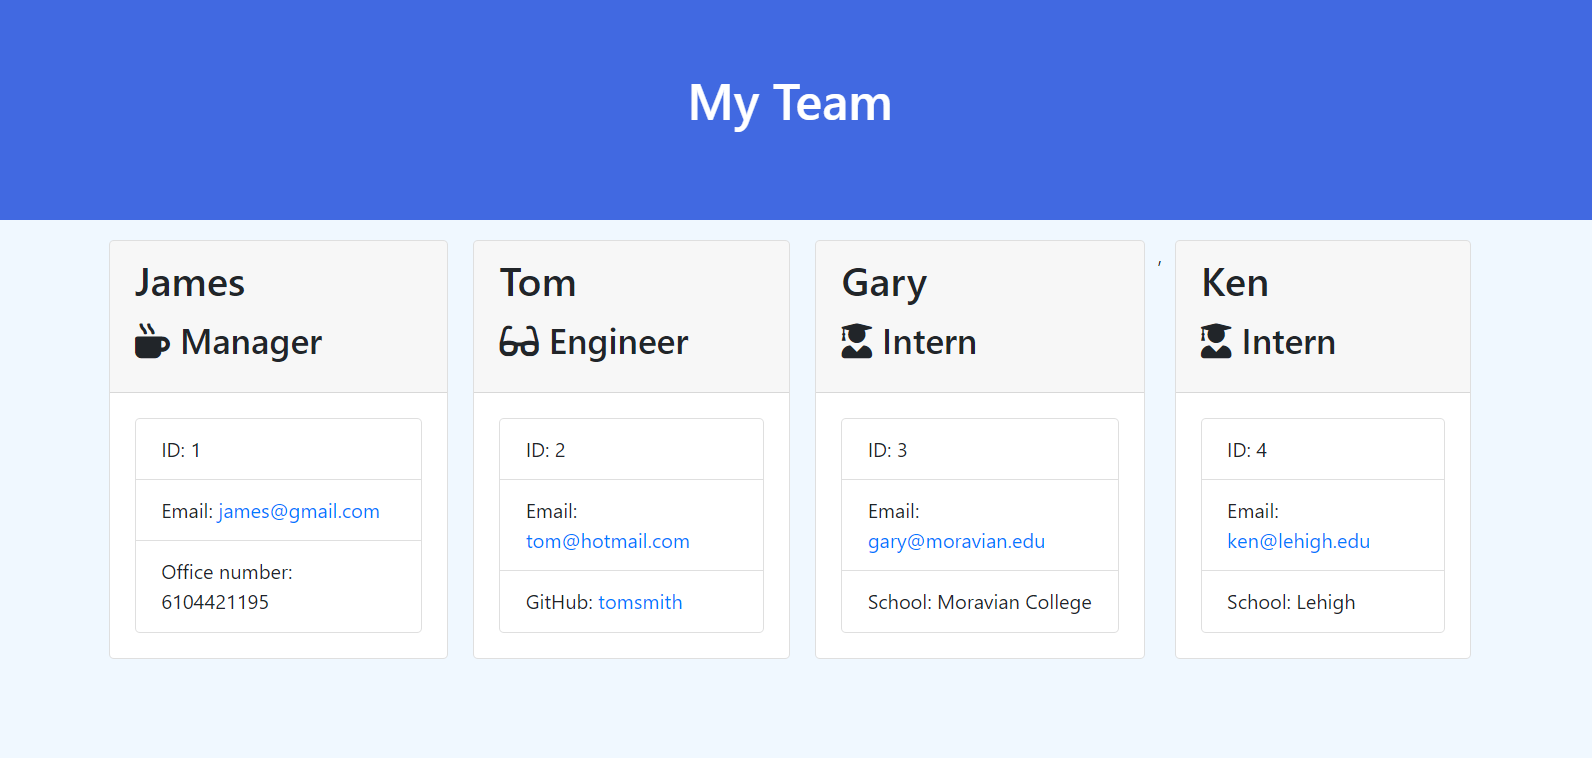 My Team
James
Manager
ID: 1
Email: james@gmail.com
Office number:
6104421195
Tom
Engineer
ID: 2
Email:
tom@hotmail.com
GitHub: tomsmith
Gary
Intern
ID: 3
Email:
gary@moravian.edu
School: Moravian College
,
Ken
Intern
ID: 4
Email:
ken@lehigh.edu
School: Lehigh